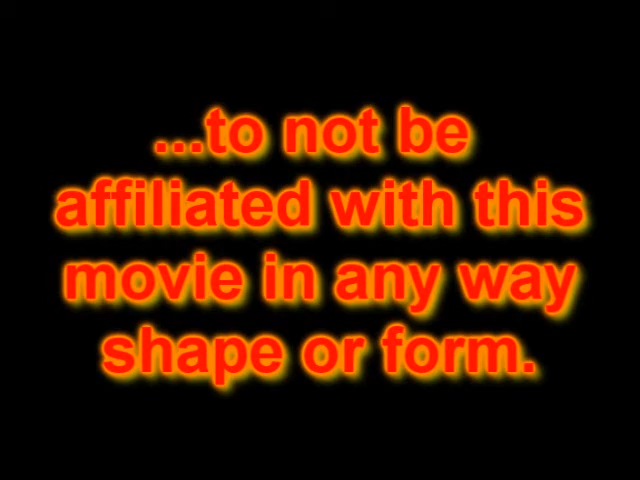 ...to not be
affiliated with this
movie in any way
shape or form.